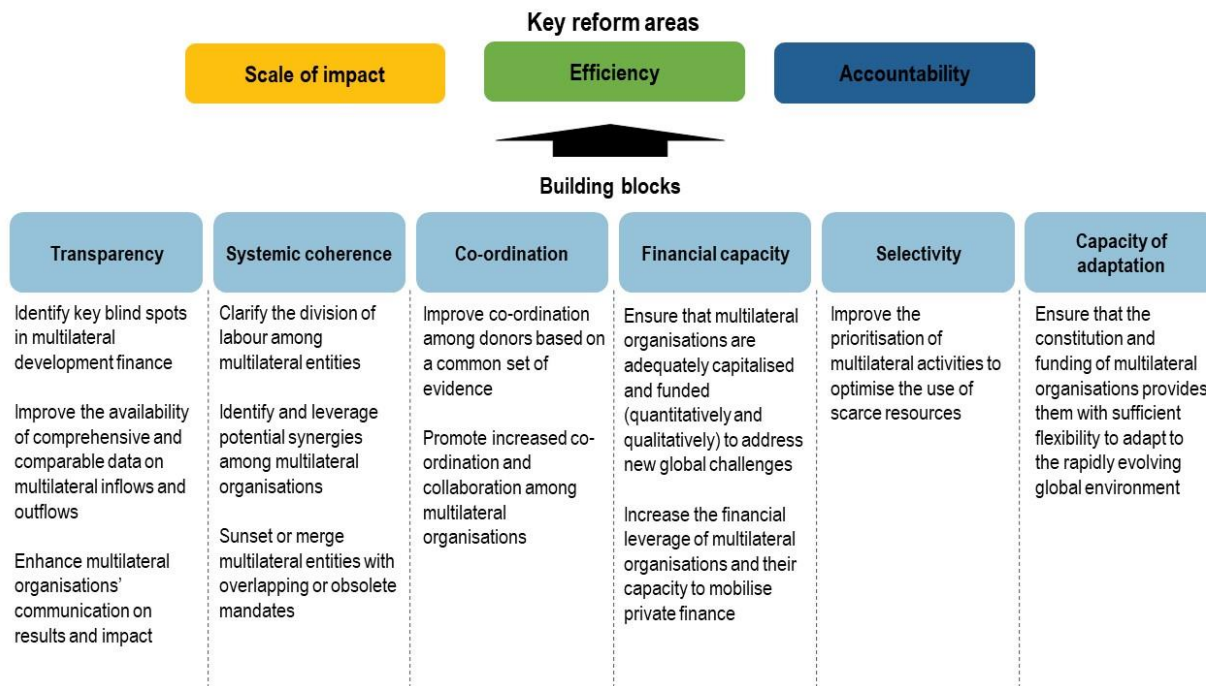 Key reform areas
Scale of impact
Efficiency
Accountability
Building blocks
Transparency
Identify key blind spots
in multilateral
development finance
Improve the availability
of comprehensive and
comparable data on
multilateral inflows and
outflows
Enhance multilateral
organisations'
communication on
results and impact
Systemic coherence
Clarify the division of
labour among
multilateral entities
Identify and leverage
potential synergies
among multilateral
organisations
Sunset or merge
multilateral entities with
overlapping or obsolete
mandates
Co-ordination
Improve co-ordination
among donors based on
a common set of
evidence
Promote increased co-
ordination and
collaboration among
multilateral
organisations
Financial capacity
Ensure that multilateral
organisations are
adequately capitalised
and funded
(quantitatively and
qualitatively) to address
new global challenges
Increase the financial
leverage of multilateral
organisations and their
capacity to mobilise
private finance
Selectivity
Improve the
prioritisation of
multilateral activities to
optimise the use of
scarce resources
Capacity of
adaptation
Ensure that the
constitution and
funding of multilateral
organisations provides
them with sufficient
flexibility to adapt to
the rapidly evolving
global environment